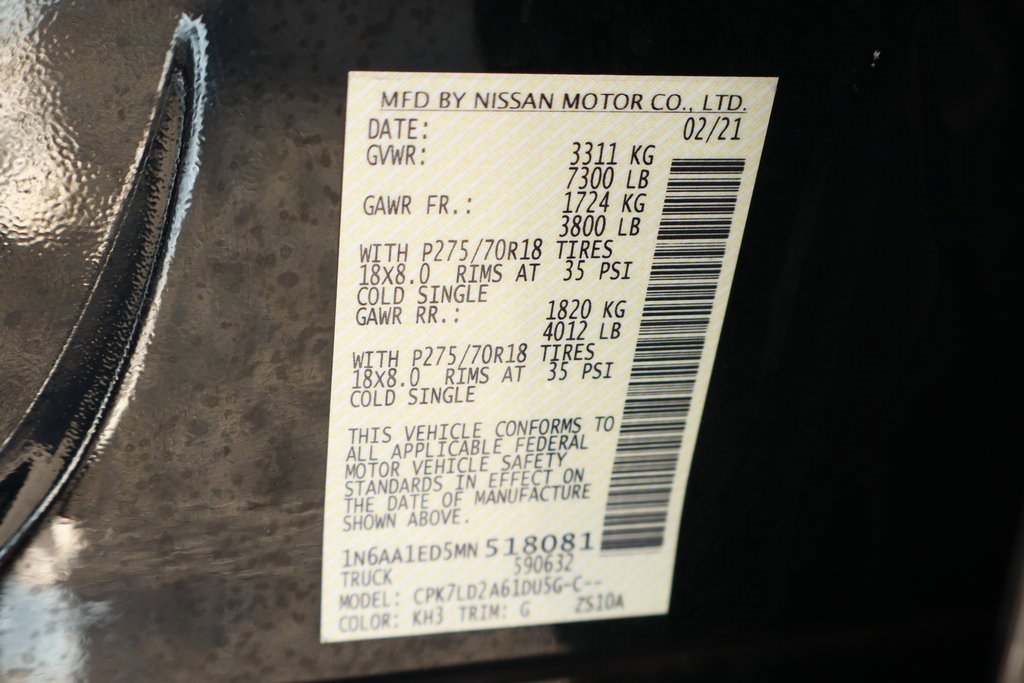 MFD BY NISSAN MOTOR CO., LTD.
DATE: 02/21
GVWR: 3311 KG
7300 LB
GAWR FR.: 1724 KG
3800 LB
WITH P275/70R18 TIRES
18X8.0 RIMS AT 35 PSI
COLD SINGLE
GAWR RR.: 1820 KG
4012 LB
WITH P275/70R18 TIRES
18X8.0 RIMS AT 35 PSI
COLD SINGLE
THIS VEHICLE CONFORMS TO
ALL APPLICABLE FEDERAL
MOTOR VEHICLE SAFETY
STANDARDS IN EFFECT ON
THE DATE OF MANUFACTURE
SHOWN ABOVE.
1N6AA1ED5MN 518081
TRUCK 590632
MODEL: CPK7LD2A61DU5G-C--
COLOR: KH3 TRIM: G ZS10A